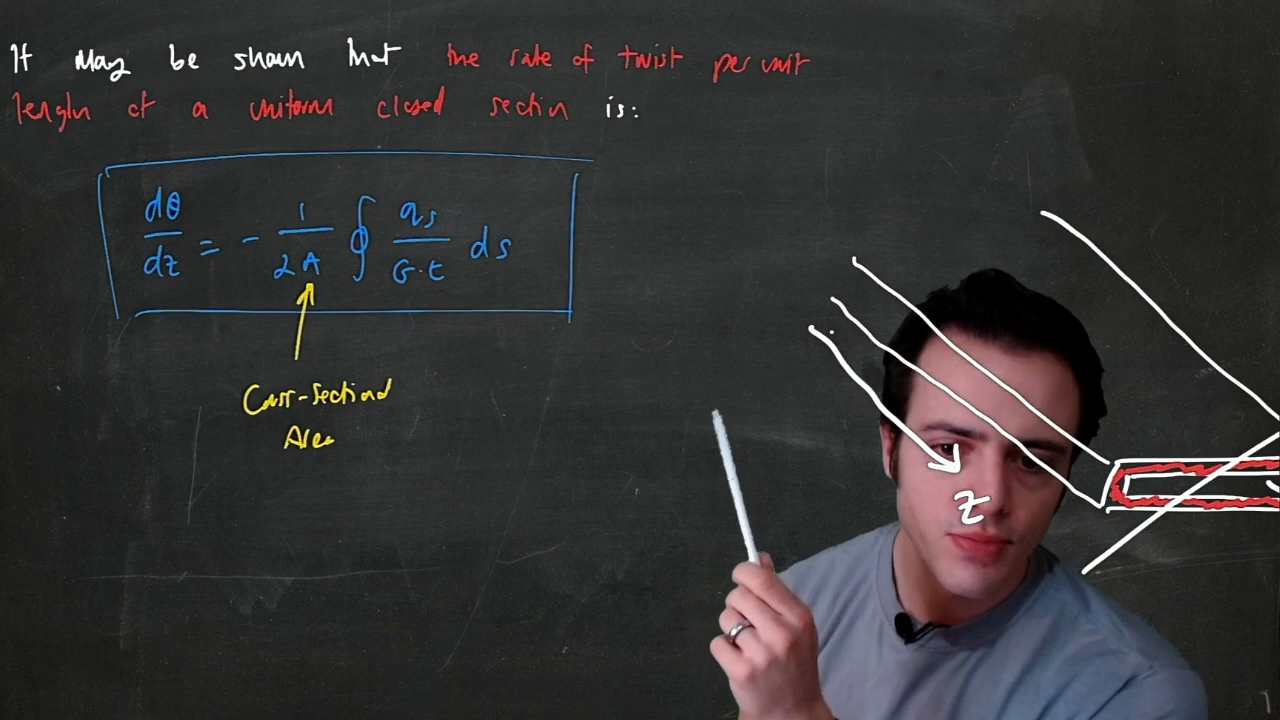 It may be shown that the rate of twist per unit
length of a uniform closed section is:
dθ/dz = - 1/2A ∮ qs/G·t ds
Cross-sectional
Area
z